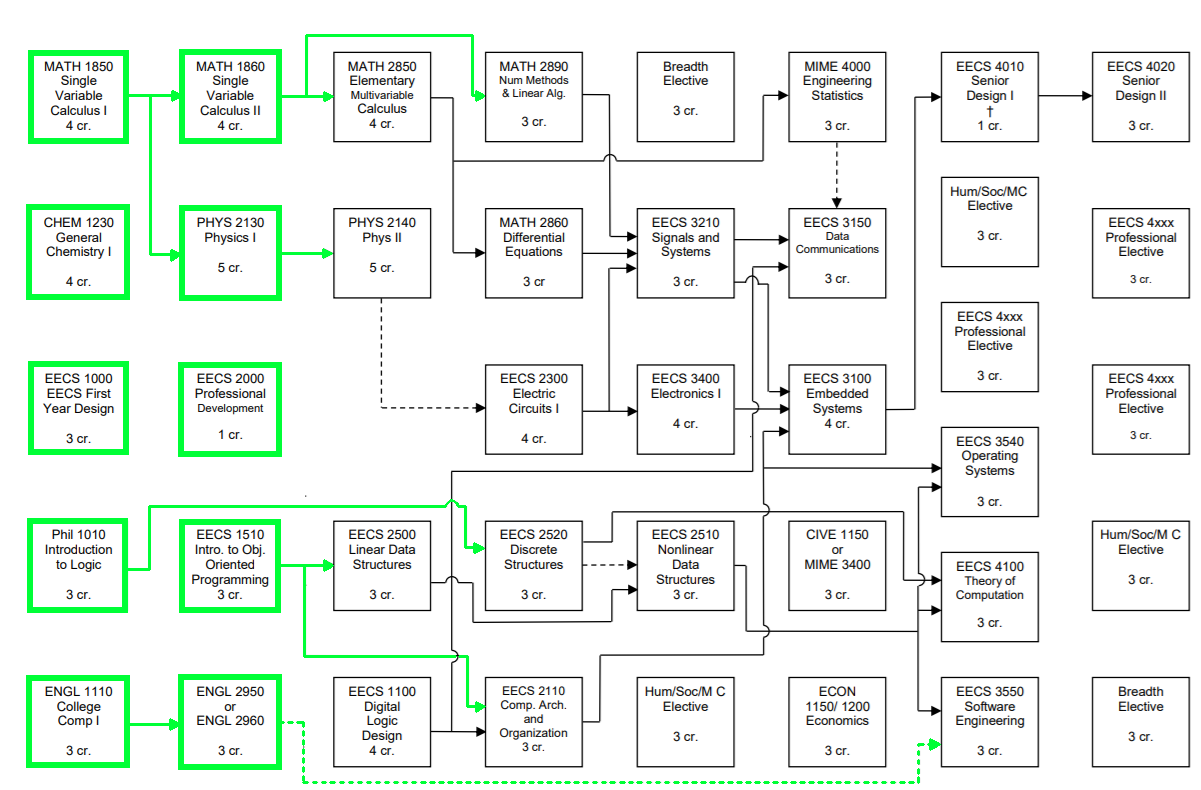 MATH 1850
Single
Variable
Calculus I
4 cr.
MATH 1860
Single
Variable
Calculus II
4 cr.
MATH 2850
Elementary
Multivariable
Calculus
4 cr.
MATH 2890
Num Methods
& Linear Alg.
3 cr.
Breadth
Elective
3 cr.
MIME 4000
Engineering
Statistics
3 cr.
EECS 4010
Senior
Design I
†
1 cr.
EECS 4020
Senior
Design II
3 cr.
CHEM 1230
General
Chemistry I
4 cr.
PHYS 2130
Physics I
5 cr.
PHYS 2140
Phys II
5 cr.
MATH 2860
Differential
Equations
3 cr
EECS 3210
Signals and
Systems
3 cr.
EECS 3150
Data
Communications
3 cr.
Hum/Soc/MC
Elective
3 cr.
EECS 4xxx
Professional
Elective
3 cr.
EECS 4xxx
Professional
Elective
3 cr.
EECS 1000
EECS First
Year Design
3 cr.
EECS 2000
Professional
Development
1 cr.
EECS 2300
Electric
Circuits I
4 cr.
EECS 3400
Electronics I
4 cr.
EECS 3100
Embedded
Systems
4 cr.
EECS 4xxx
Professional
Elective
3 cr.
EECS 3540
Operating
Systems
3 cr.
Phil 1010
Introduction
to Logic
3 cr.
EECS 1510
Intro. to Obj.
Oriented
Programming
3 cr.
EECS 2500
Linear Data
Structures
3 cr.
EECS 2520
Discrete
Structures
3 cr.
EECS 2510
Nonlinear
Data
Structures
3 cr.
CIVE 1150
or
MIME 3400
3 cr.
EECS 4100
Theory of
Computation
3 cr.
Hum/Soc/M C
Elective
3 cr.
ENGL 1110
College
Comp I
3 cr.
ENGL 2950
or
ENGL 2960
3 cr.
EECS 1100
Digital
Logic
Design
4 cr.
EECS 2110
Comp. Arch.
and
Organization
3 cr.
Hum/Soc/M C
Elective
3 cr.
ECON
1150/ 1200
Economics
3 cr.
EECS 3550
Software
Engineering
3 cr.
Breadth
Elective
3 cr.